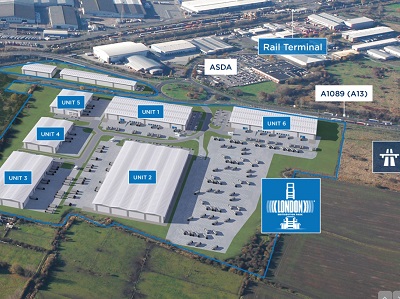 Rail Terminal
ASDA
A1089 (A13)
UNIT 5
UNIT 1
UNIT 6
UNIT 4
UNIT 3
UNIT 2
LONDON